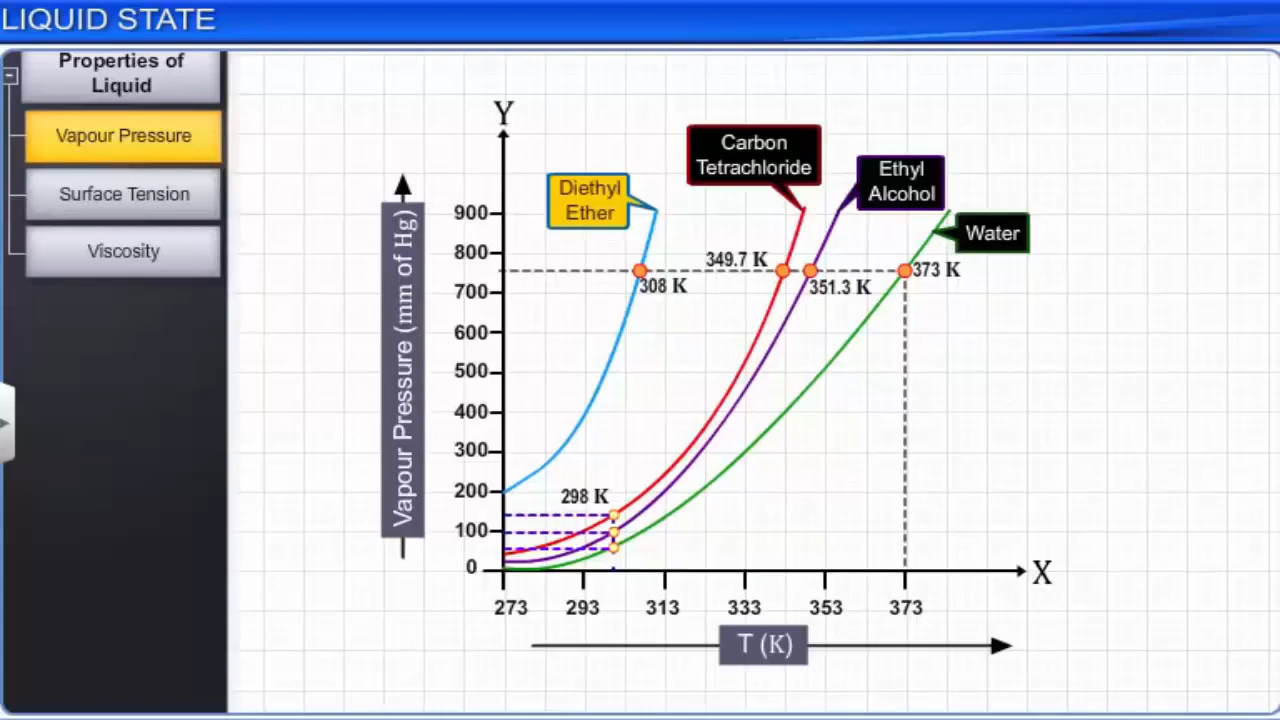 LIQUID STATE
Properties of
Liquid
Vapour Pressure
Surface Tension
Viscosity
Y
Carbon
Tetrachloride
Ethyl
Alcohol
Diethyl
Ether
Water
Vapour Pressure (mm of Hg)
900
800
700
600
500
400
300
200
100
0
349.7 K
308 K
351.3 K
373 K
298 K
X
273
293
313
333
353
373
T (K)